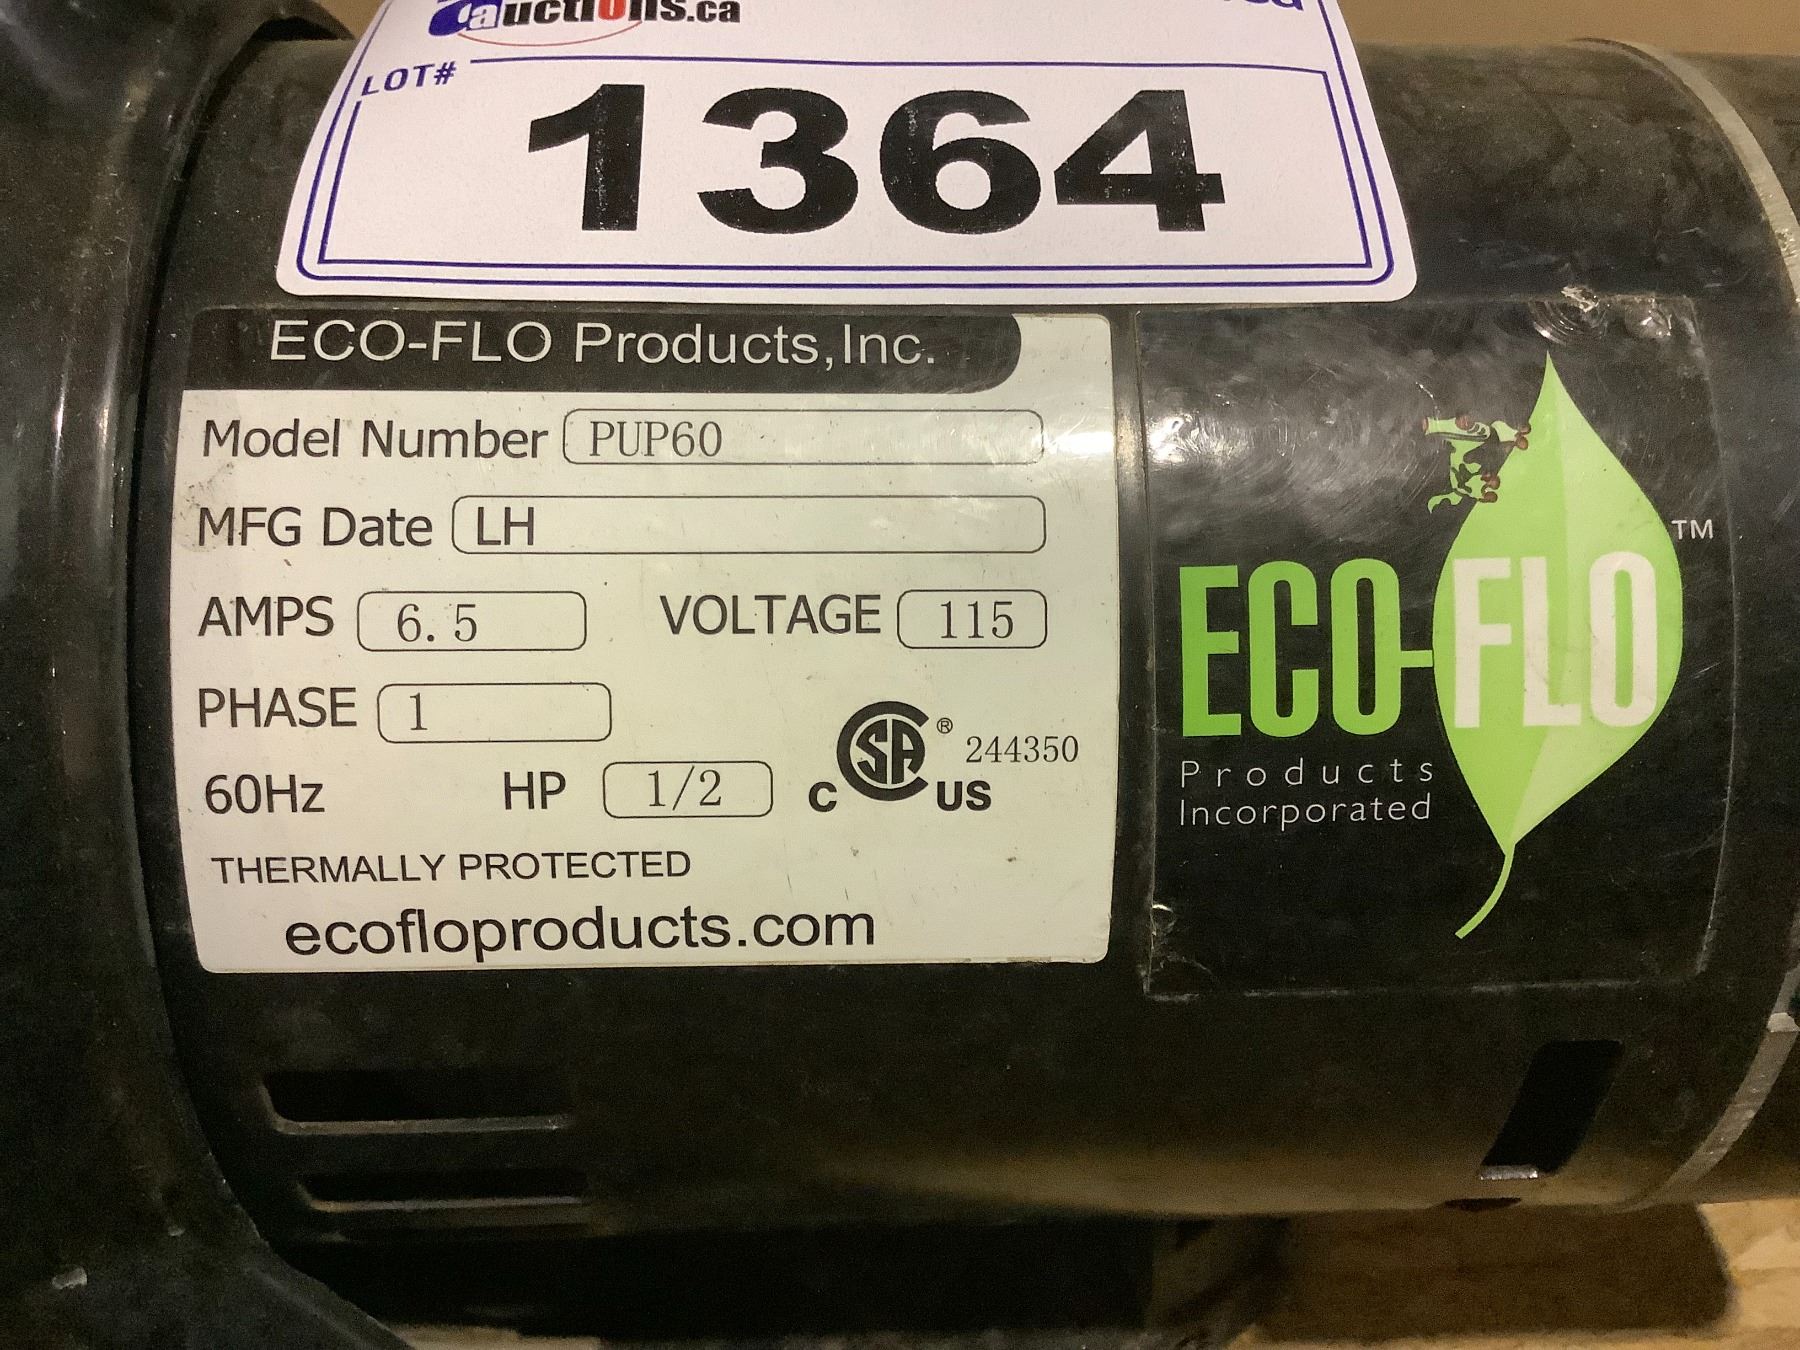 auctions.ca
LOT#
1364
ECO-FLO Products,Inc.
Model Number PUP60
MFG Date LH
AMPS 6.5 VOLTAGE 115
PHASE 1
60Hz HP 1/2
C SA ® US 244350
THERMALLY PROTECTED
ecofloproducts.com
ECO-FLO ™
Products
Incorporated